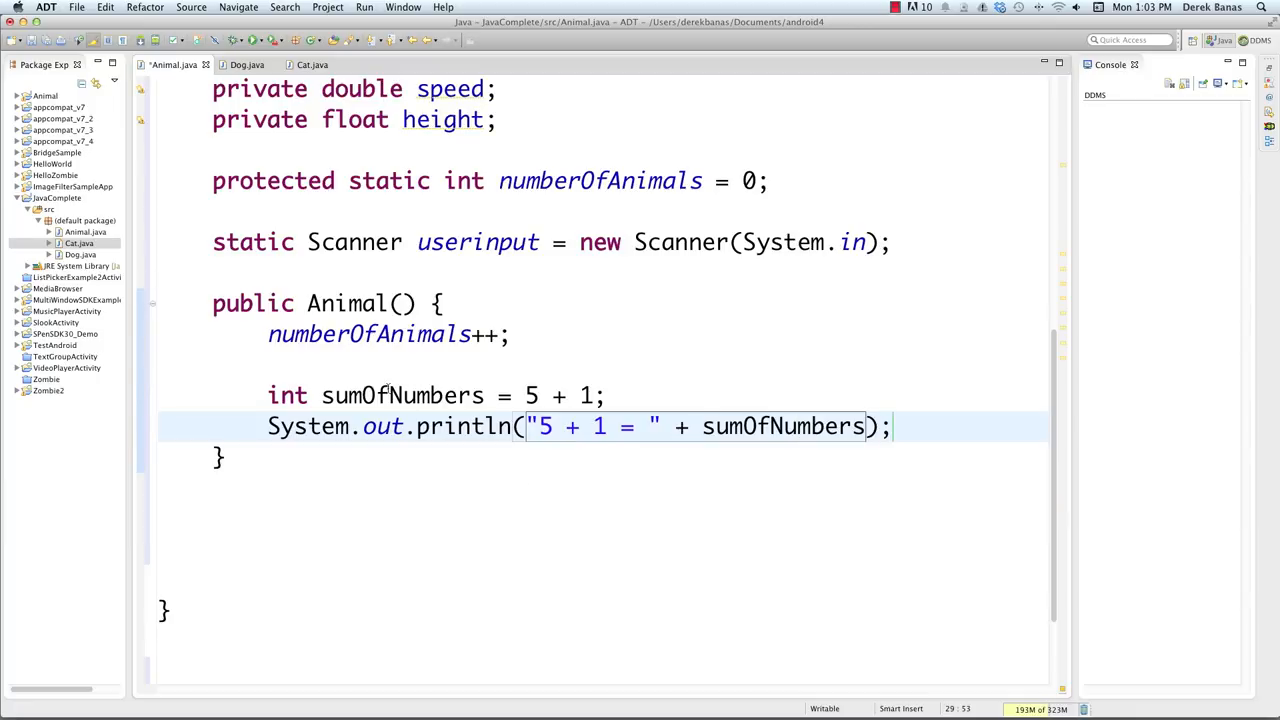 ADT File Edit Refactor Source Navigate Search Project Run Window Help 10 Mon 1:03 PM Derek Banas
Java – JavaComplete/src/Animal.java – ADT – /Users/derekbanas/Documents/android4
Quick Access Java DDMS
Package Exp
*Animal.java Dog.java Cat.java
Console
DDMS
Animal
appcompat_v7
appcompat_v7_2
appcompat_v7_3
appcompat_v7_4
BridgeSample
HelloWorld
HelloZombie
ImageFilterSampleApp
JavaComplete
src
(default package)
Animal.java
Cat.java
Dog.java
JRE System Library [Ja
ListPickerExample2Activi
MediaBrowser
MultiWindowSDKExample
MusicPlayerActivity
SlookActivity
SPenSDK30_Demo
TestAndroid
TextGroupActivity
VideoPlayerActivity
Zombie
Zombie2
private double speed;
private float height;
protected static int numberOfAnimals = 0;
static Scanner userinput = new Scanner(System.in);
public Animal() {
numberOfAnimals++;
int sumOfNumbers = 5 + 1;
System.out.println("5 + 1 = " + sumOfNumbers);
}
}
Writable Smart Insert 29 : 53 193M of 323M